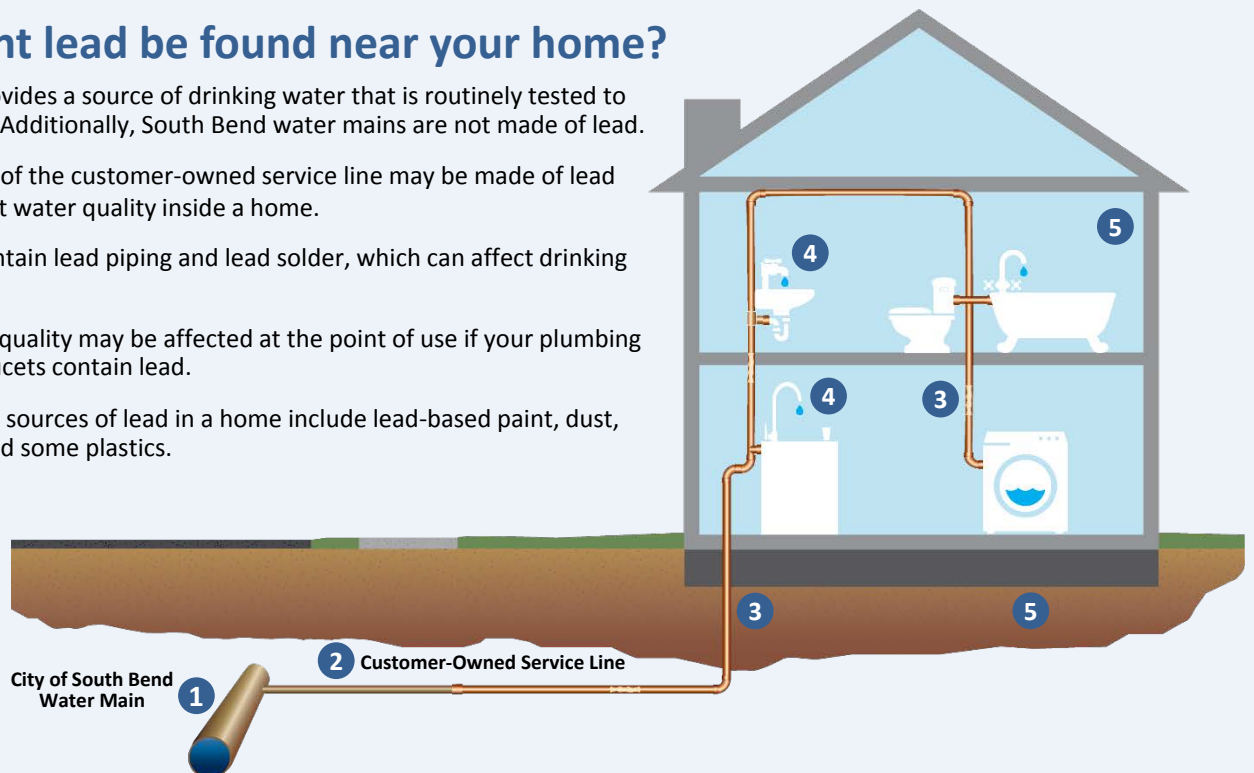 nt lead be found near your home?
vides a source of drinking water that is routinely tested to
Additionally, South Bend water mains are not made of lead.
of the customer-owned service line may be made of lead
t water quality inside a home.
ntain lead piping and lead solder, which can affect drinking
quality may be affected at the point of use if your plumbing
ucets contain lead.
sources of lead in a home include lead-based paint, dust,
d some plastics.
4
5
4
3
3
5
2 Customer-Owned Service Line
City of South Bend
Water Main
1